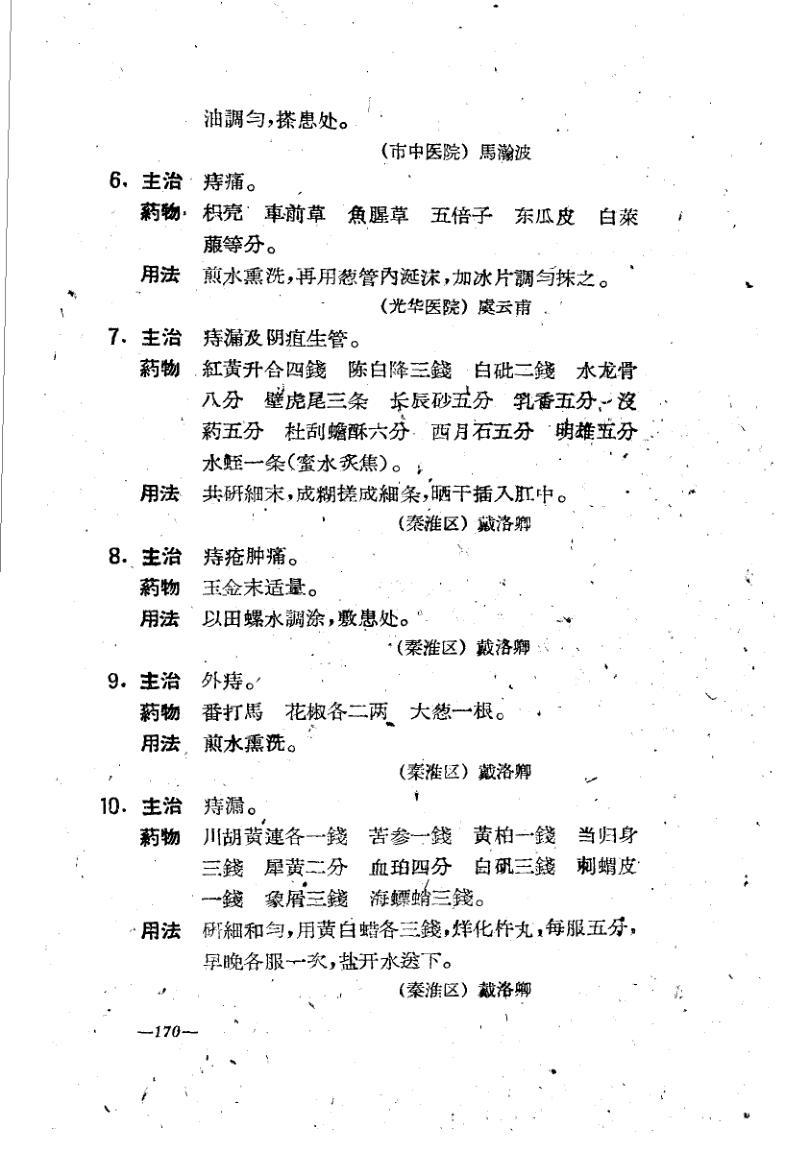 油調勻,搽患处。
(市中医院) 馬瀚波
6. 主治 痔痛。
葯物 枳壳 車前草 魚腥草 五倍子 东瓜皮 白萊
菔等分。
用法 煎水熏洗,再用葱管內涎沫,加冰片調勻抹之。
(光华医院) 虞云甫
7. 主治 痔漏及阴疽生管。
葯物 紅黃升合四錢 陈白降三錢 白砒二錢 水龙骨
八分 壁虎尾三条 长辰砂五分 乳香五分、沒
葯五分 杜刮蟾酥六分 西月石五分 明雄五分
水蛭一条(蜜水炙焦)。
用法 共研細末,成糊搓成細条,晒干插入肛中。
(秦淮区) 戴洛卿
8. 主治 痔疮肿痛。
葯物 玉金末适量。
用法 以田螺水調涂,敷患处。
(秦淮区) 戴洛卿
9. 主治 外痔。
葯物 番打馬 花椒各二两 大葱一根。
用法 煎水熏洗。
(秦淮区) 戴洛卿
10. 主治 痔漏。
葯物 川胡黄連各一錢 苦参一錢 黄柏一錢 当归身
三錢 犀黄二分 血珀四分 白矾三錢 刺蝟皮
一錢 象屑三錢 海螵蛸三錢。
用法 研細和勻,用黄白蜡各三錢,烊化杵丸,每服五分,
早晚各服一次,盐开水送下。
(秦淮区) 戴洛卿
—170—